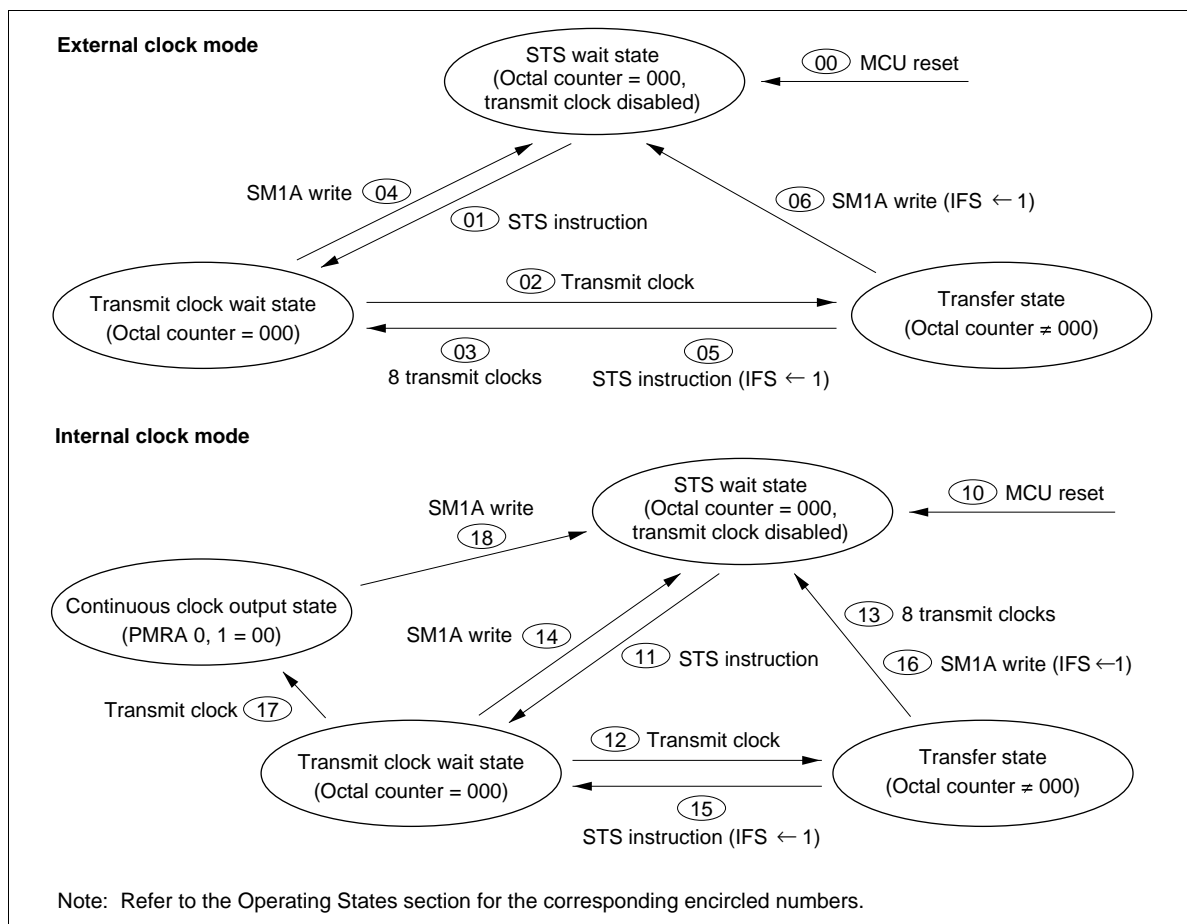 External clock mode
STS wait state
(Octal counter = 000,
transmit clock disabled)
00 MCU reset
SM1A write 04
01 STS instruction
06 SM1A write (IFS ← 1)
02 Transmit clock
Transmit clock wait state
(Octal counter = 000)
Transfer state
(Octal counter ≠ 000)
03
8 transmit clocks
05
STS instruction (IFS ← 1)
Internal clock mode
STS wait state
(Octal counter = 000,
transmit clock disabled)
10 MCU reset
SM1A write
18
Continuous clock output state
(PMRA 0, 1 = 00)
SM1A write 14
11 STS instruction
13 8 transmit clocks
16 SM1A write (IFS ←1)
Transmit clock 17
12 Transmit clock
Transmit clock wait state
(Octal counter = 000)
Transfer state
(Octal counter ≠ 000)
15
STS instruction (IFS ← 1)
Note: Refer to the Operating States section for the corresponding encircled numbers.